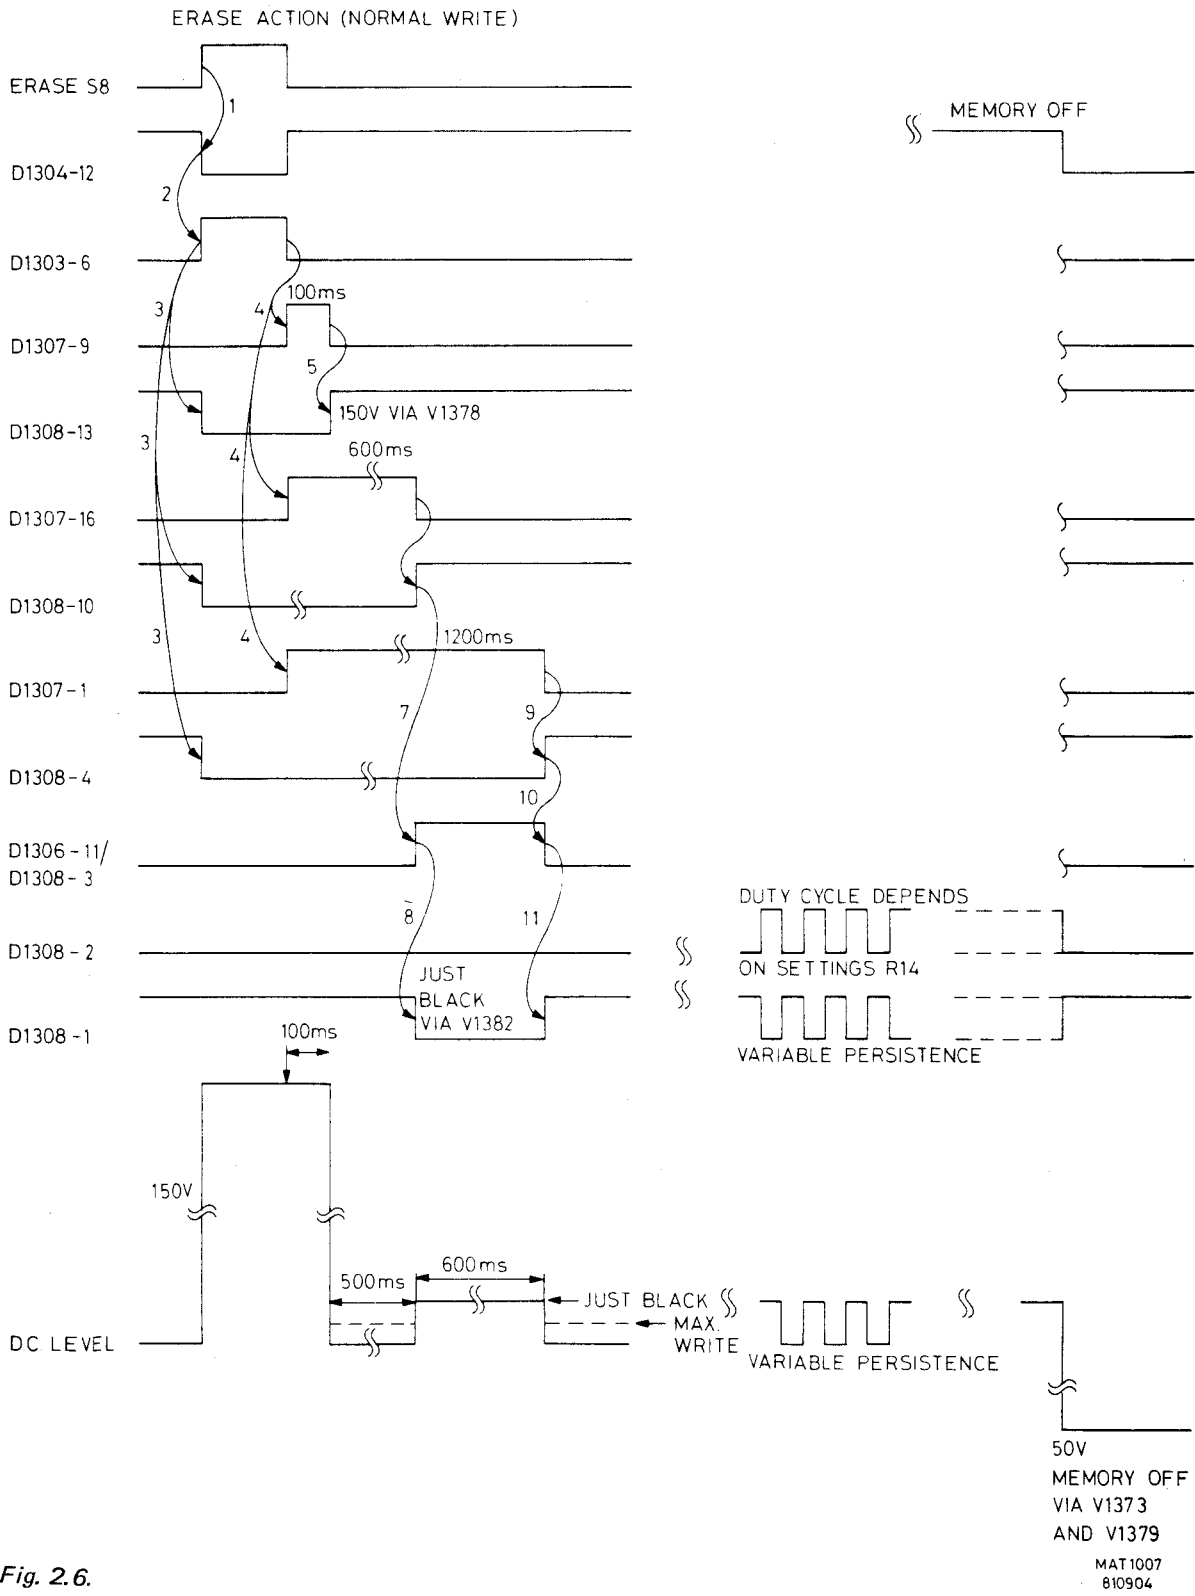 ERASE ACTION (NORMAL WRITE)
ERASE S8
1
MEMORY OFF
D1304-12
2
D1303-6
3
4
100ms
D1307-9
5
150V VIA V1378
D1308-13
3
4
600ms
D1307-16
D1308-10
3
4
1200ms
D1307-1
7
9
D1308-4
10
D1306-11/
D1308-3
8
11
DUTY CYCLE DEPENDS
D1308-2
ON SETTINGS R14
JUST
BLACK
VIA V1382
D1308-1
100ms
VARIABLE PERSISTENCE
150V
600ms
500ms
JUST BLACK
MAX.
WRITE
D.C. LEVEL
VARIABLE PERSISTENCE
50V
MEMORY OFF
VIA V1373
AND V1379
MAT1007
810904
Fig. 2.6.